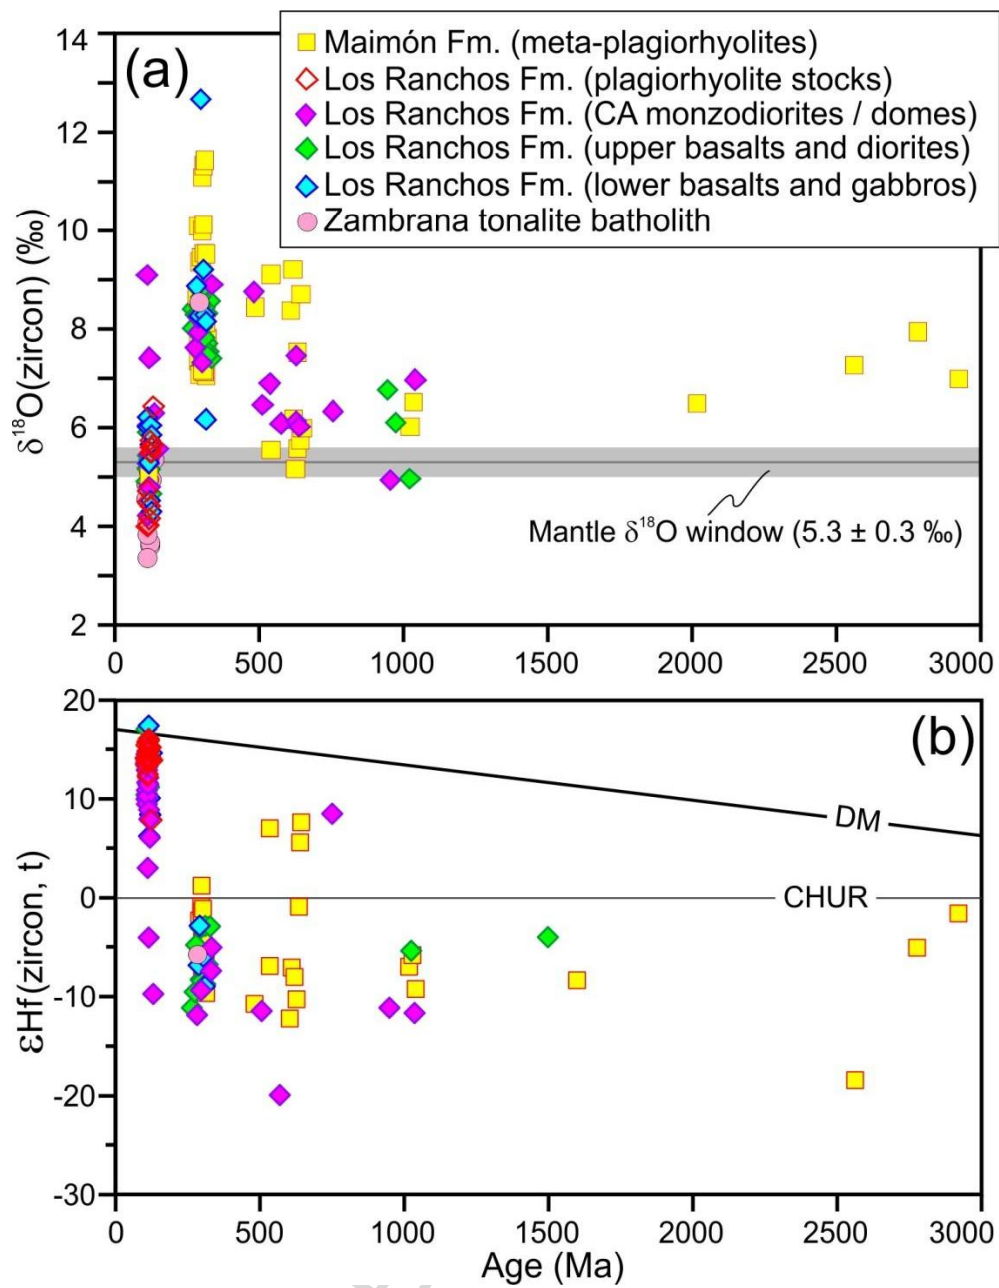 (a)
Maimón Fm. (meta-plagiorhyolites)
Los Ranchos Fm. (plagiorhyolite stocks)
Los Ranchos Fm. (CA monzodiorites / domes)
Los Ranchos Fm. (upper basalts and diorites)
Los Ranchos Fm. (lower basalts and gabbros)
Zambrana tonalite batholith
δ¹⁸O(zircon) (‰)
14
12
10
8
6
4
2
Mantle δ¹⁸O window (5.3 ± 0.3 ‰)
0 500 1000 1500 2000 2500 3000
(b)
εHf(zircon, t)
20
10
0
-10
-20
-30
DM
CHUR
0 500 1000 1500 2000 2500 3000
Age (Ma)